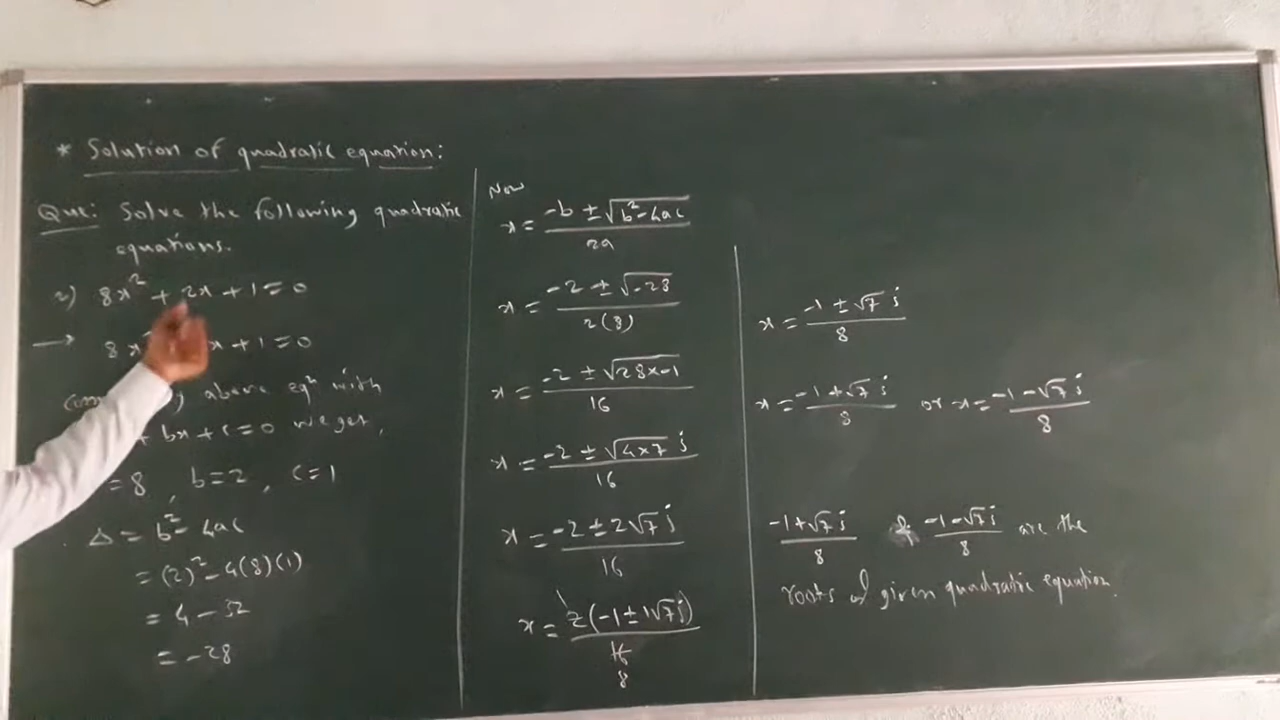 * Solution of quadratic equation:
Que: Solve the following quadratic
equations.
2) 8x² + 2x + 1 = 0
→ 8x x + 1 = 0
above eqⁿ with
+ bx + c = 0 we get,
= 8 , b = 2 , c = 1
Δ = b² - 4ac
= (2)² - 4(8)(1)
= 4 - 32
= -28
Now
x = (-b ± √(b² - 4ac)) / 2a
x = (-2 ± √-28) / 2(8)
x = (-2 ± √(28x-1)) / 16
x = (-2 ± √(4x7) i) / 16
x = (-2 ± 2√7 i) / 16
x = 2(-1 ± 1√7 i) / 16
8
x = (-1 ± √7 i) / 8
x = (-1 + √7 i) / 8 or x = (-1 - √7 i) / 8
(-1 + √7 i) / 8 & (-1 - √7 i) / 8 are the
roots of given quadratic equation.